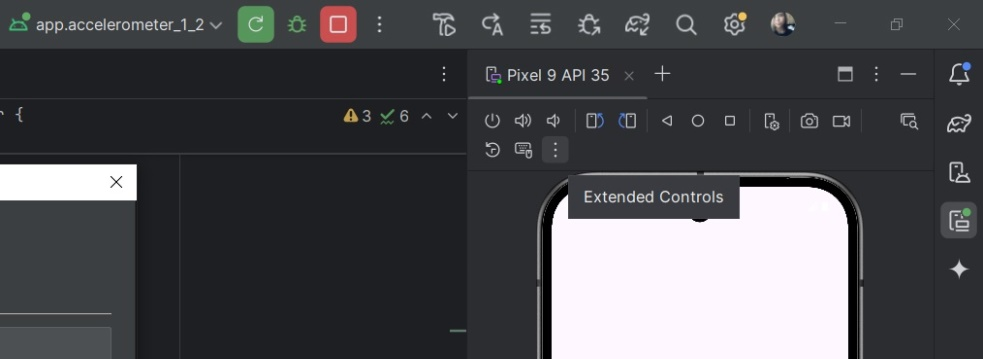 app.accelerometer_1_2
Pixel 9 API 35
r {
3
6
Extended Controls